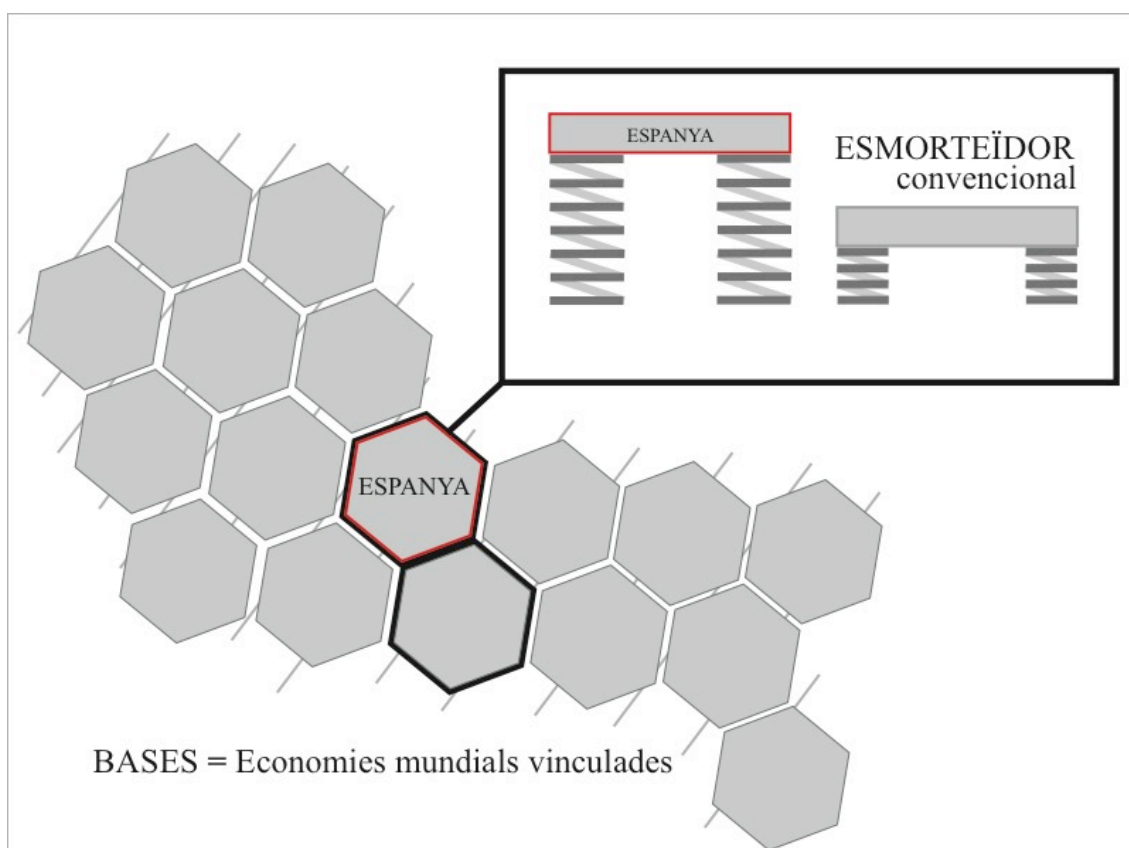 ESPANYA
ESMORTEÏDOR
convencional
ESPANYA
BASES = Economies mundials vinculades